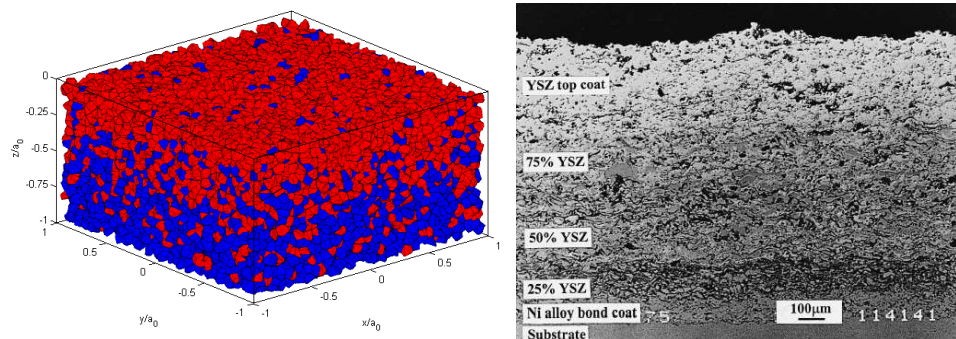 0
-0.25
-0.5
-0.75
-1
z/a0
1
0.5
0
-0.5
-1
y/a0
-1
-0.5
0
0.5
1
x/a0
YSZ top coat
75% YSZ
50% YSZ
25% YSZ
Ni alloy bond coat
75
100μm
114141
Substrate